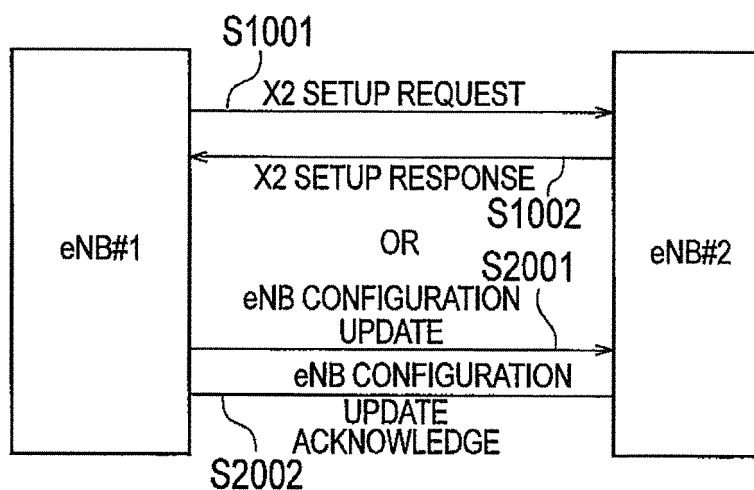 S1001
X2 SETUP REQUEST
X2 SETUP RESPONSE
S1002
eNB#1
OR
eNB#2
S2001
eNB CONFIGURATION
UPDATE
eNB CONFIGURATION
UPDATE
ACKNOWLEDGE
S2002